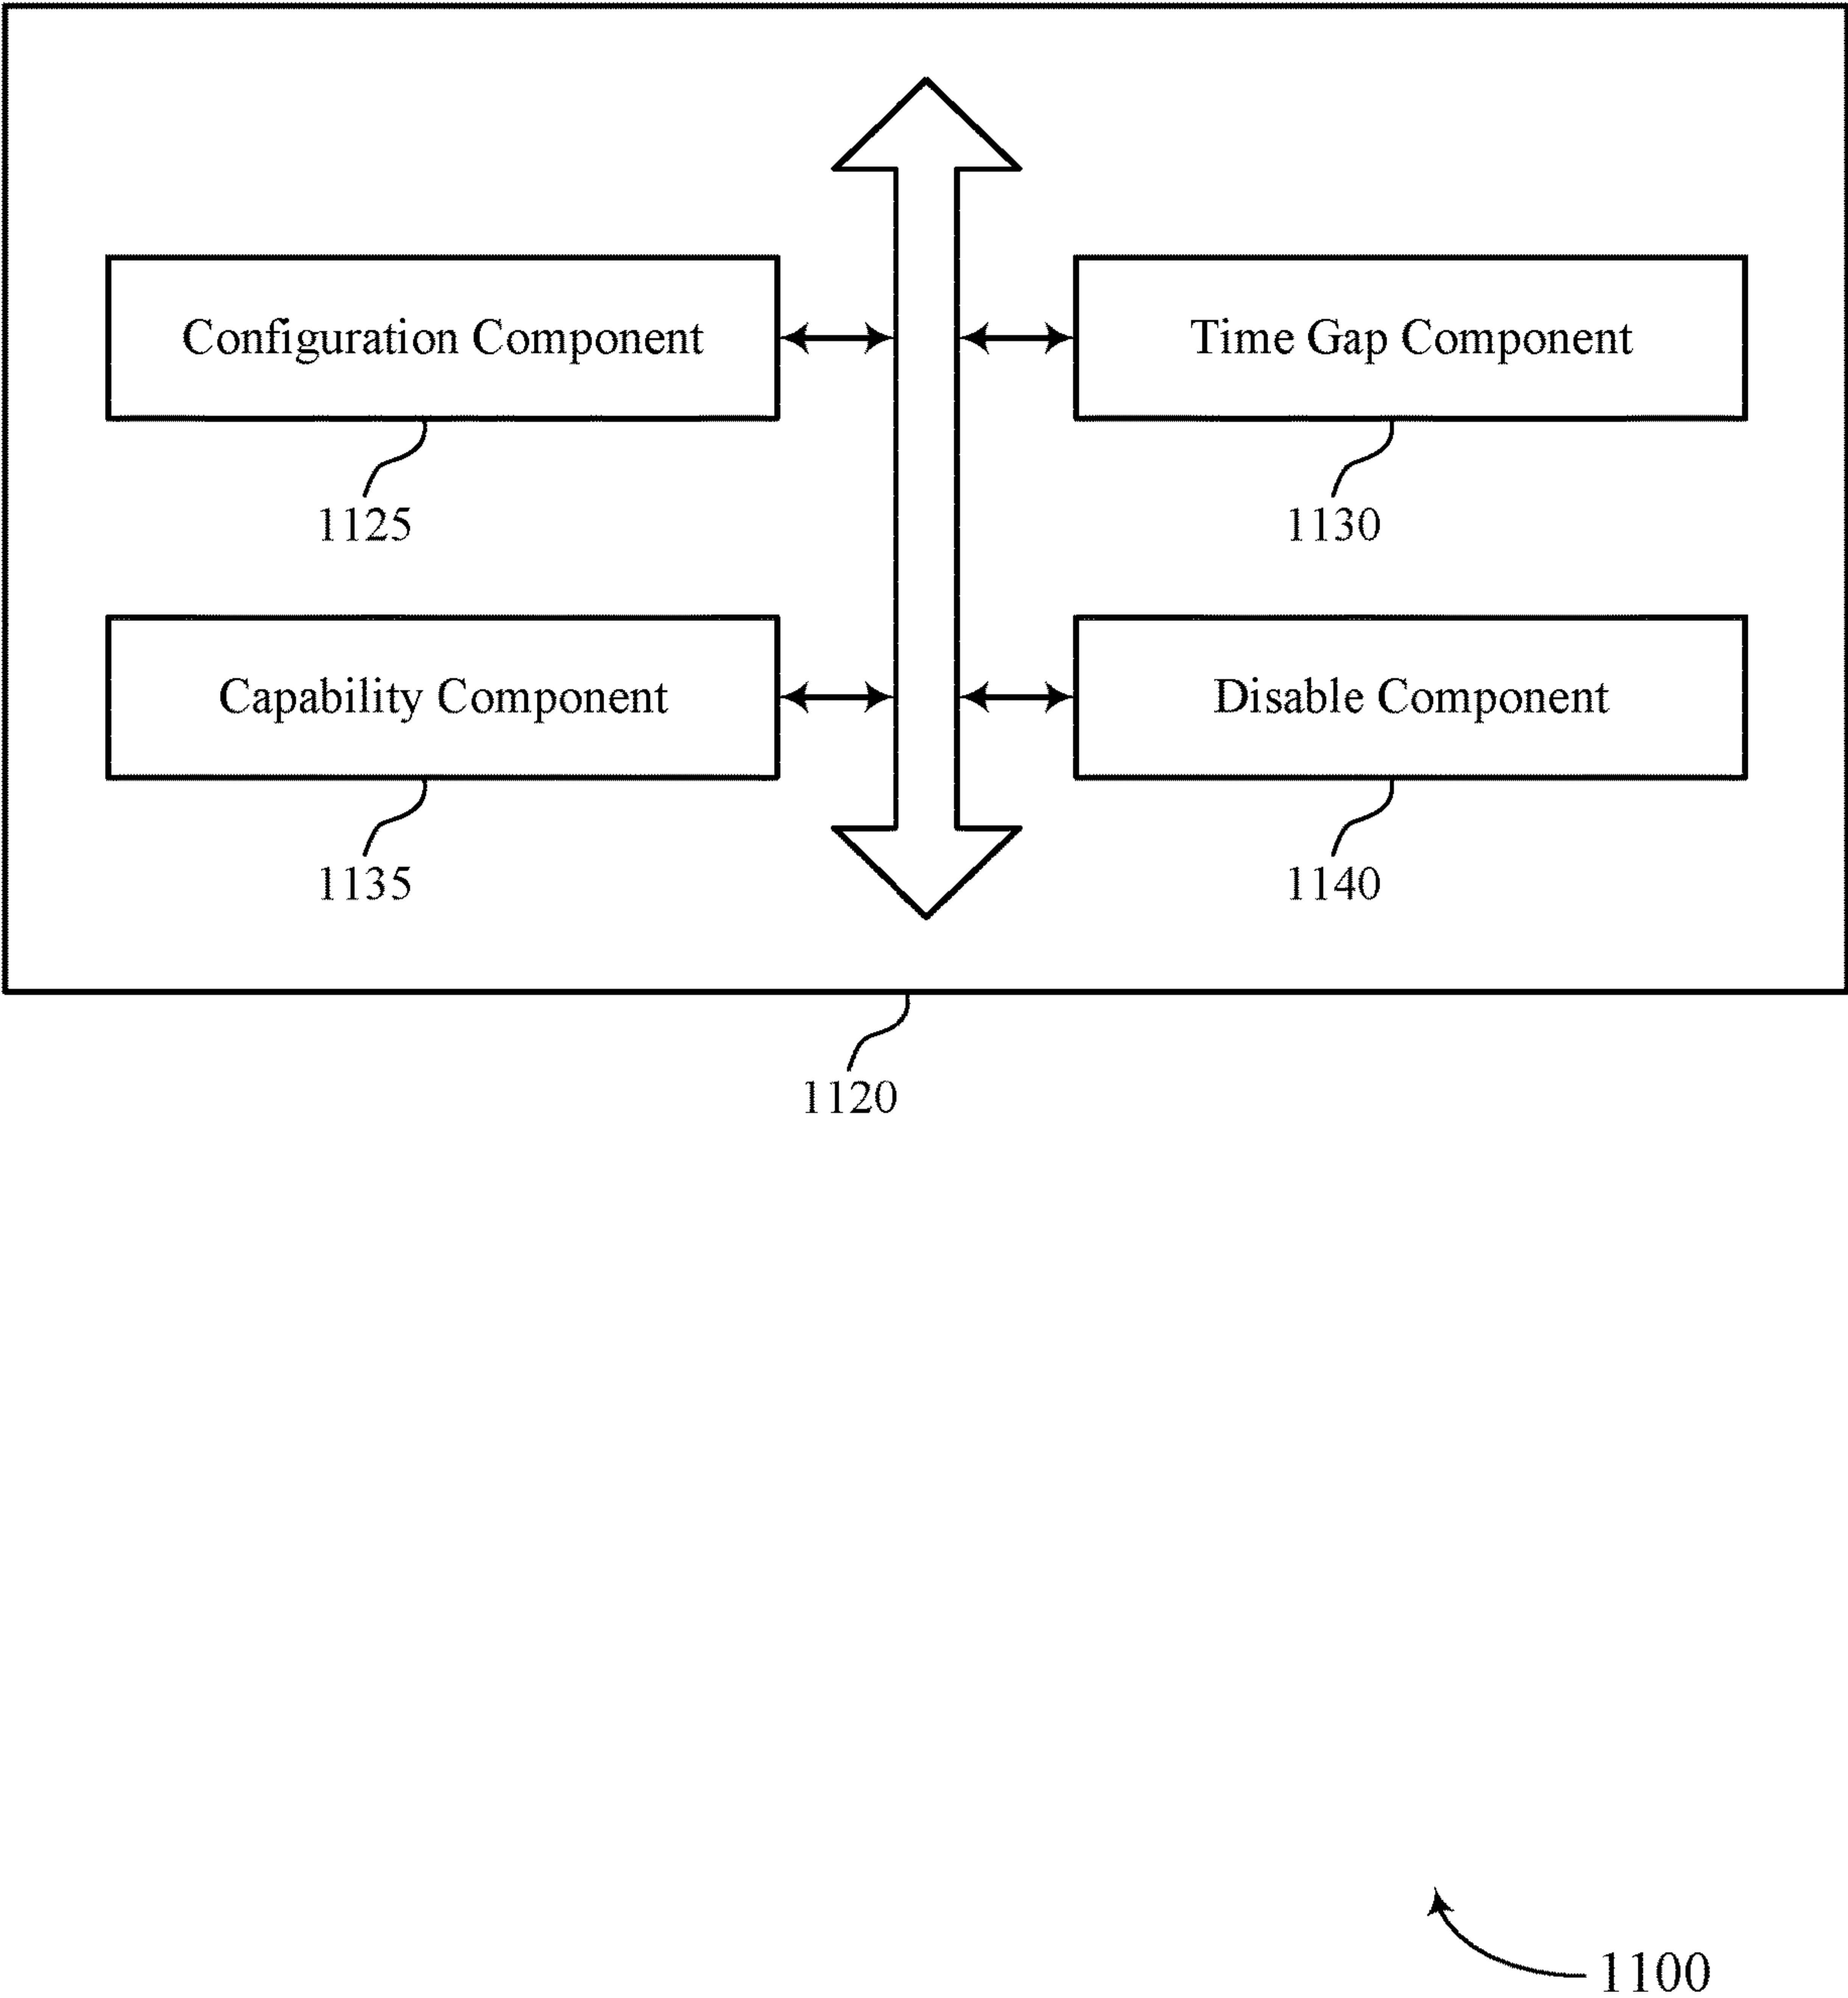 Configuration Component
Time Gap Component
1125
1130
Capability Component
Disable Component
1135
1140
1120
1100